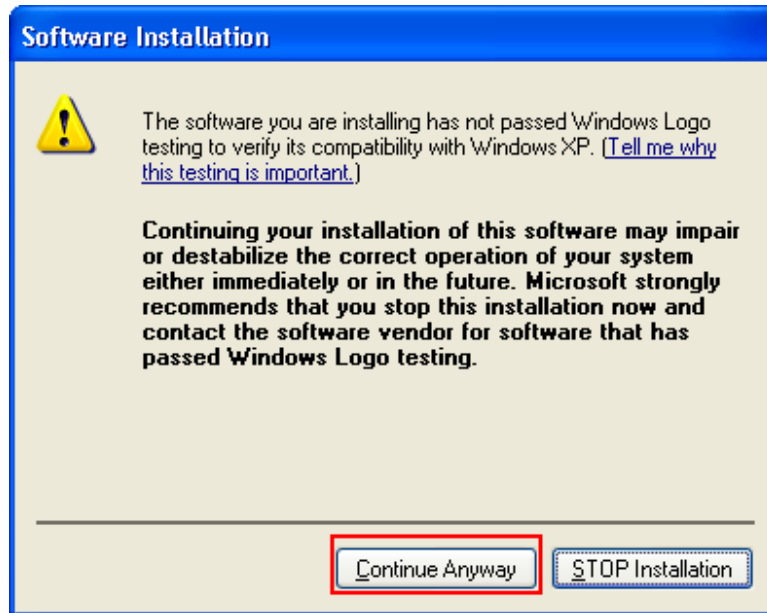 Software Installation
The software you are installing has not passed Windows Logo
testing to verify its compatibility with Windows XP. (Tell me why
this testing is important.)
Continuing your installation of this software may impair
or destabilize the correct operation of your system
either immediately or in the future. Microsoft strongly
recommends that you stop this installation now and
contact the software vendor for software that has
passed Windows Logo testing.
Continue Anyway STOP Installation